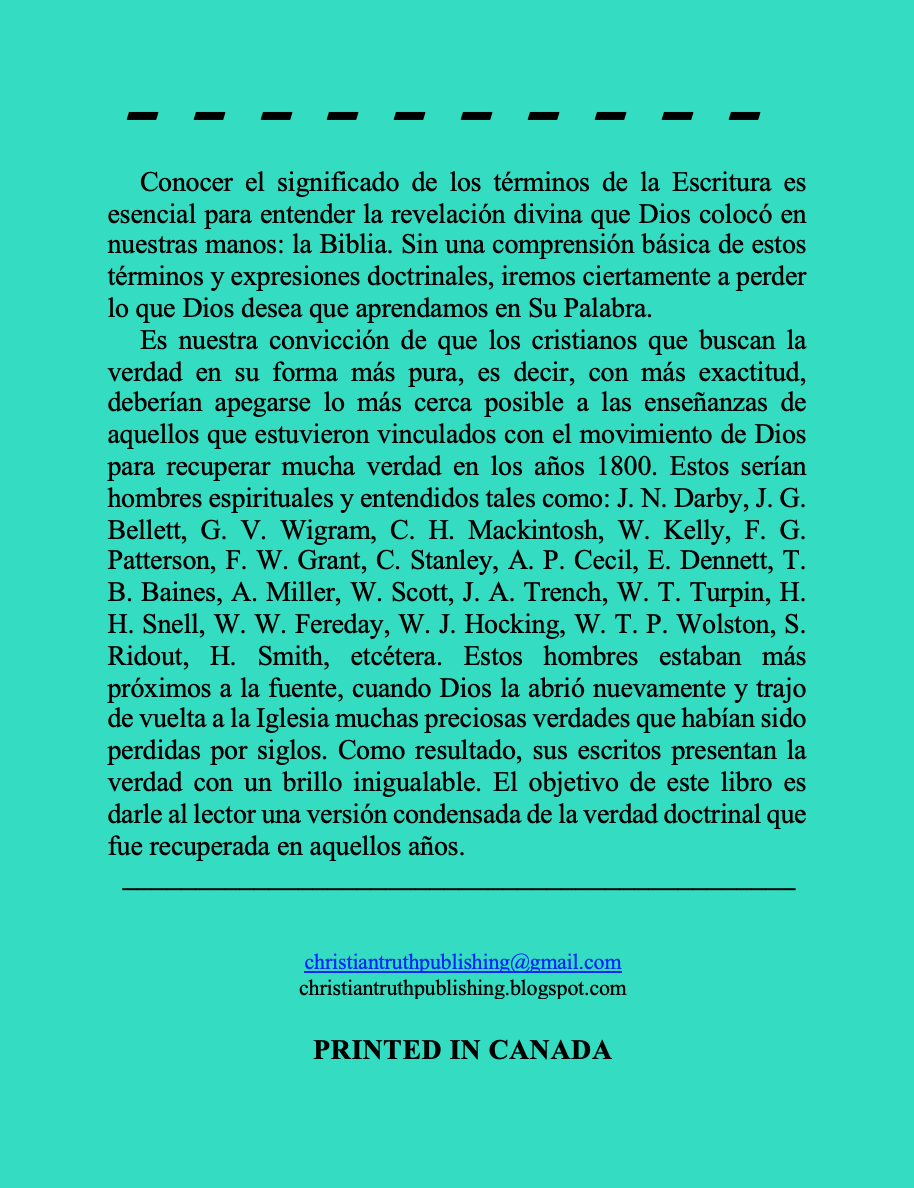 Conocer el significado de los términos de la Escritura es
esencial para entender la revelación divina que Dios colocó en
nuestras manos: la Biblia. Sin una comprensión básica de estos
términos y expresiones doctrinales, iremos ciertamente a perder
lo que Dios desea que aprendamos en Su Palabra.
Es nuestra convicción de que los cristianos que buscan la
verdad en su forma más pura, es decir, con más exactitud,
deberían apegarse lo más cerca posible a las enseñanzas de
aquellos que estuvieron vinculados con el movimiento de Dios
para recuperar mucha verdad en los años 1800. Estos serían
hombres espirituales y entendidos tales como: J. N. Darby, J. G.
Bellett, G. V. Wigram, C. H. Mackintosh, W. Kelly, F. G.
Patterson, F. W. Grant, C. Stanley, A. P. Cecil, E. Dennett, T.
B. Baines, A. Miller, W. Scott, J. A. Trench, W. T. Turpin, H.
H. Snell, W. W. Fereday, W. J. Hocking, W. T. P. Wolston, S.
Ridout, H. Smith, etcétera. Estos hombres estaban más
próximos a la fuente, cuando Dios la abrió nuevamente y trajo
de vuelta a la Iglesia muchas preciosas verdades que habían sido
perdidas por siglos. Como resultado, sus escritos presentan la
verdad con un brillo inigualable. El objetivo de este libro es
darle al lector una versión condensada de la verdad doctrinal que
fue recuperada en aquellos años.
christiantruthpublishing@gmail.com
christiantruthpublishing.blogspot.com
PRINTED IN CANADA